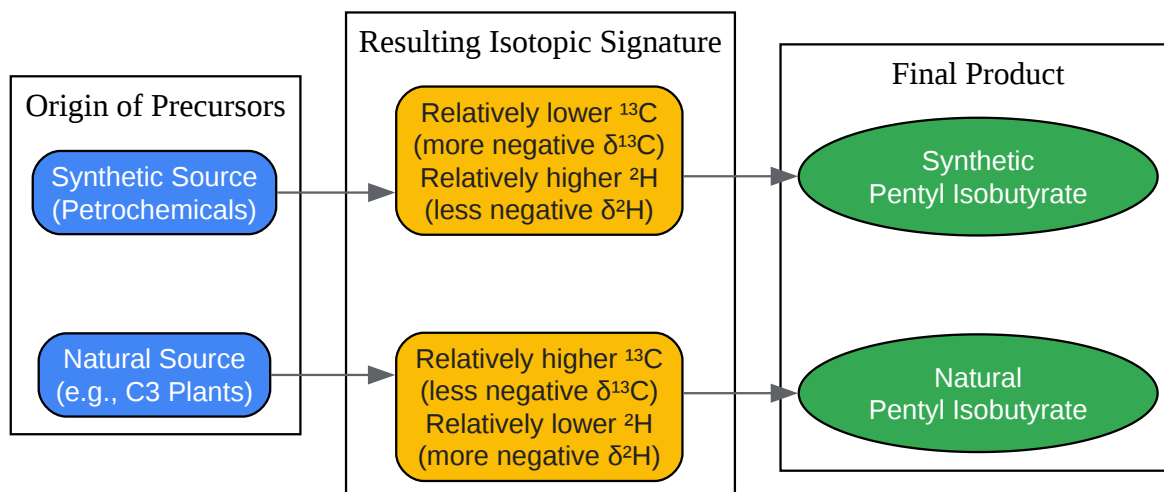 Origin of Precursors
Synthetic Source
(Petrochemicals)
Natural Source
(e.g., C3 Plants)
Resulting Isotopic Signature
Relatively lower ¹³C
(more negative δ¹³C)
Relatively higher ²H
(less negative δ²H)
Relatively higher ¹³C
(less negative δ¹³C)
Relatively lower ²H
(more negative δ²H)
Final Product
Synthetic
Pentyl Isobutyrate
Natural
Pentyl Isobutyrate